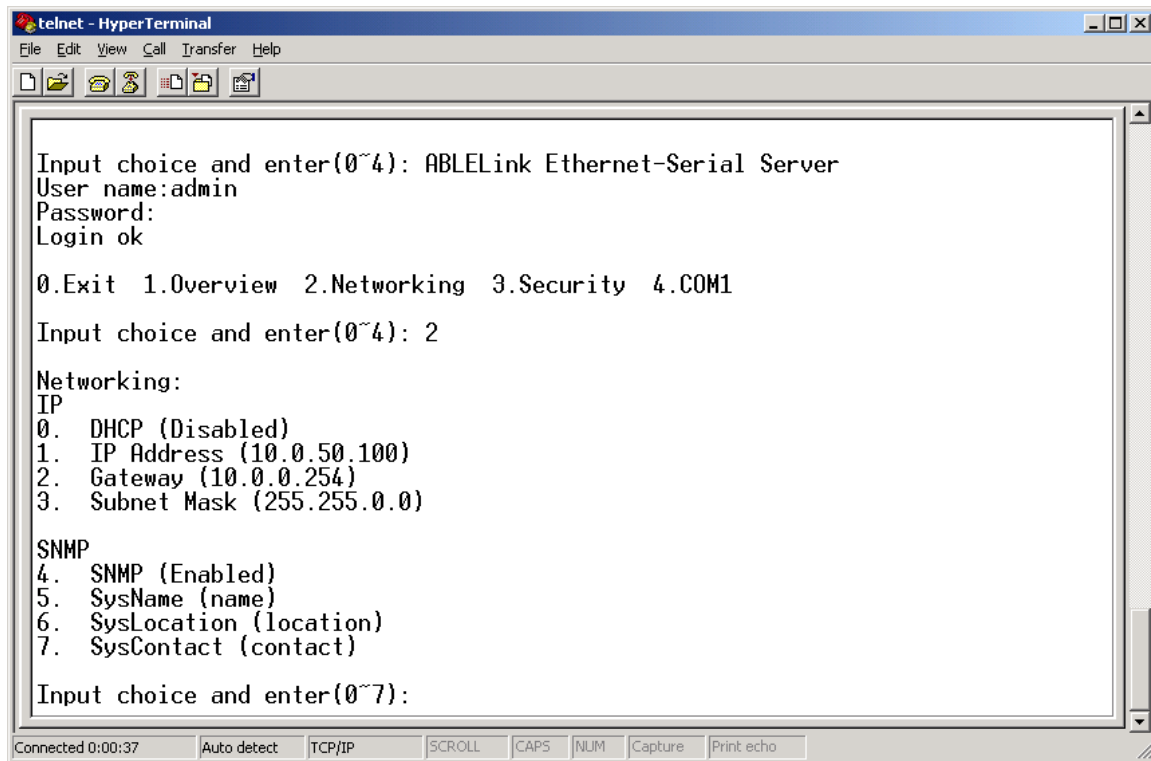 telnet - HyperTerminal
File Edit View Call Transfer Help
Input choice and enter(0~4): ABLELink Ethernet-Serial Server
User name:admin
Password:
Login ok
0.Exit 1.Overview 2.Networking 3.Security 4.COM1
Input choice and enter(0~4): 2
Networking:
IP
0. DHCP (Disabled)
1. IP Address (10.0.50.100)
2. Gateway (10.0.0.254)
3. Subnet Mask (255.255.0.0)
SNMP
4. SNMP (Enabled)
5. SysName (name)
6. SysLocation (location)
7. SysContact (contact)
Input choice and enter(0~7):
Connected 0:00:37 Auto detect TCP/IP SCROLL CAPS NUM Capture Print echo